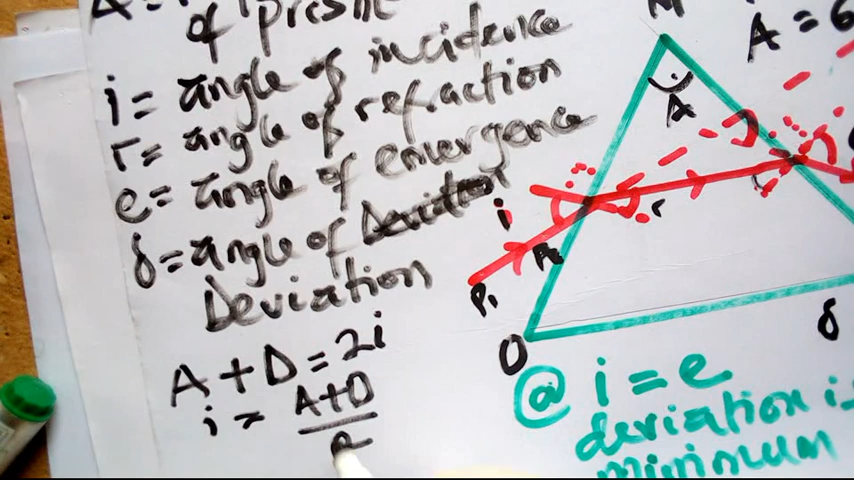 of prism
i = angle of incidence
r = angle of refraction
e = angle of emergence
δ = angle of Deviation
Deviation
A + D = 2i
i = A+D
M
A = 6
A
i
r
A
P1
O
δ
@ i = e
deviation is
minimum